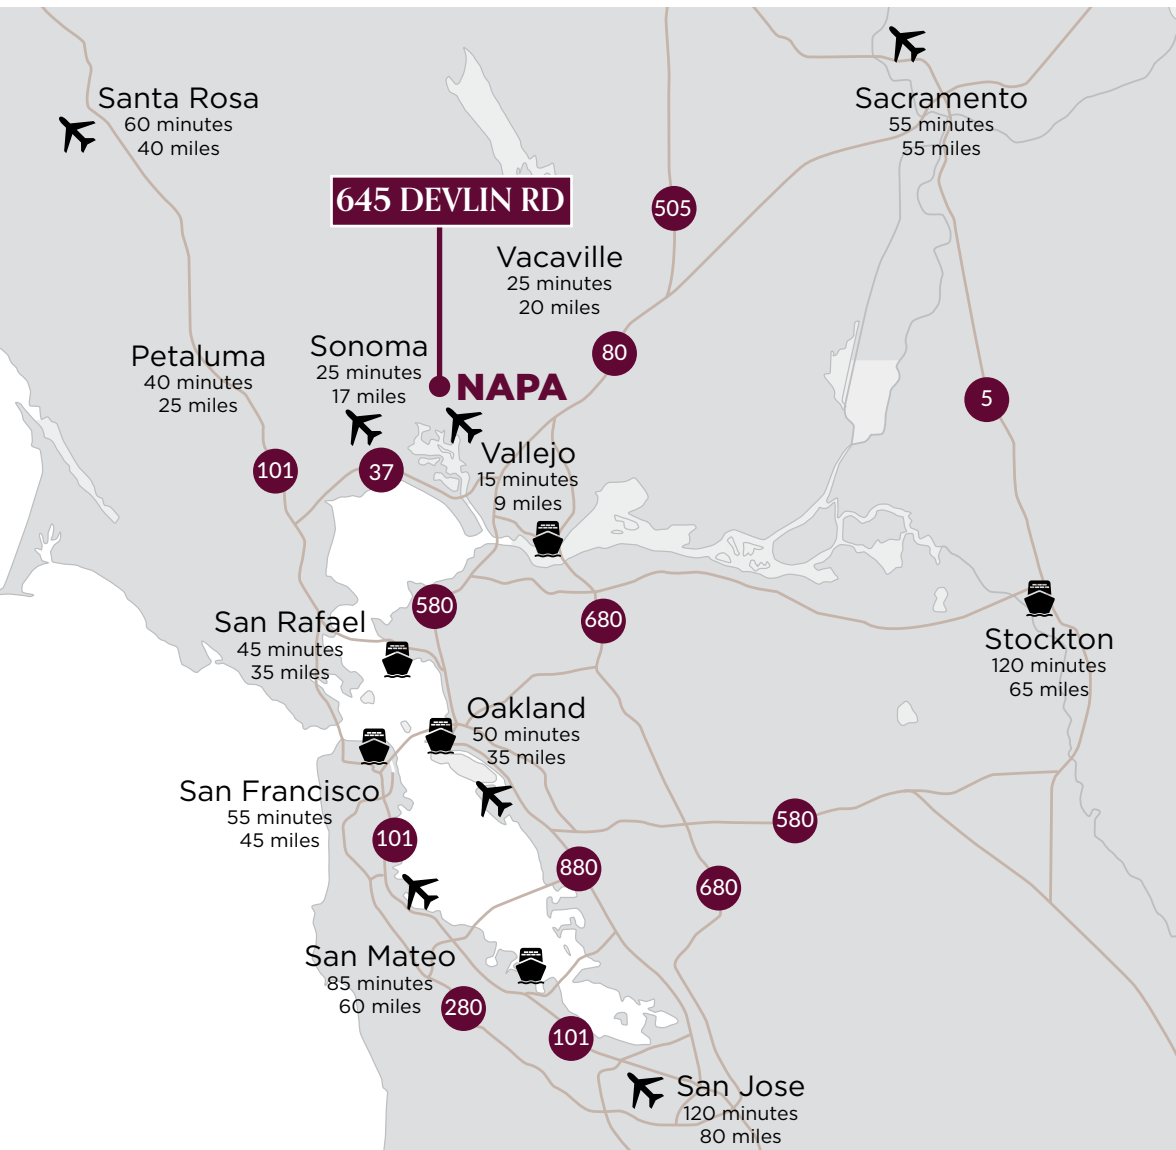 Santa Rosa
60 minutes
40 miles
Sacramento
55 minutes
55 miles
645 DEVLIN RD
505
Vacaville
25 minutes
20 miles
80
Petaluma
40 minutes
25 miles
Sonoma
25 minutes
17 miles
NAPA
5
101
37
Vallejo
15 minutes
9 miles
580
680
San Rafael
45 minutes
35 miles
Stockton
120 minutes
65 miles
Oakland
50 minutes
35 miles
San Francisco
55 minutes
45 miles
101
580
880
680
San Mateo
85 minutes
60 miles
280
101
San Jose
120 minutes
80 miles